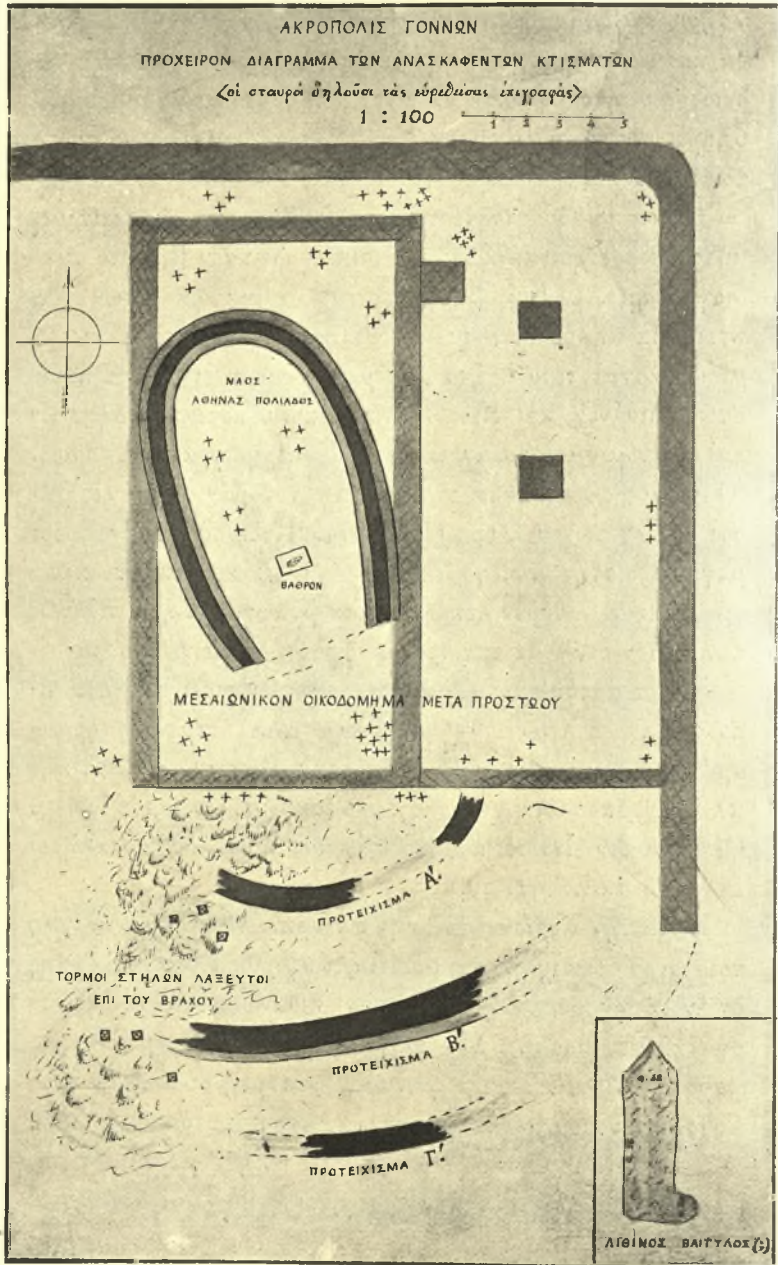 ΑΚΡΟΠΟΛΙΣ ΓΟΝΝΩΝ
ΠΡΟΧΕΙΡΟΝ ΔΙΑΓΡΑΜΜΑ ΤΩΝ ΑΝΑΣΚΑΦΕΝΤΩΝ ΚΤΙΣΜΑΤΩΝ
<οἱ σταυροὶ δηλοῦσι τὰς εὑρεθείσας ἐπιγραφάς>
1 : 100
1 2 3 4 5
ΝΑΟΣ
ΑΘΗΝΑΣ ΠΟΛΙΑΔΟΣ
ΒΑΘΡΟΝ
ΜΕΣΑΙΩΝΙΚΟΝ ΟΙΚΟΔΟΜΗΜΑ ΜΕΤΑ ΠΡΟΣΤΩΟΥ
ΠΡΟΤΕΙΧΙΣΜΑ Α΄.
ΤΟΡΜΟΙ ΣΤΗΛΩΝ ΛΑΞΕΥΤΟΙ
ΕΠΙ ΤΟΥ ΒΡΑΧΟΥ
ΠΡΟΤΕΙΧΙΣΜΑ Β΄.
ΠΡΟΤΕΙΧΙΣΜΑ Γ΄.
ΛΙΘΙΝΟΣ ΒΑΙΤΥΛΟΣ(;)